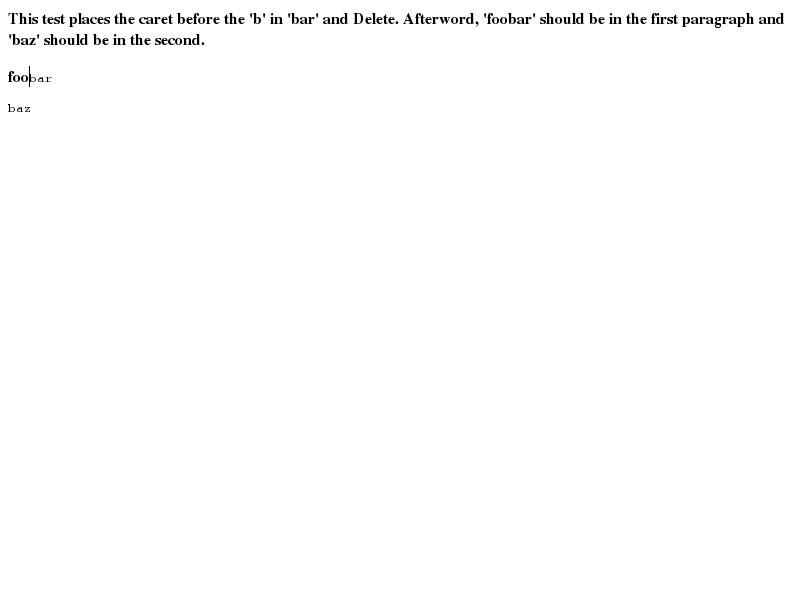 This test places the caret before the 'b' in 'bar' and Delete. Afterword, 'foobar' should be in the first paragraph and
'baz' should be in the second.
foobar
baz